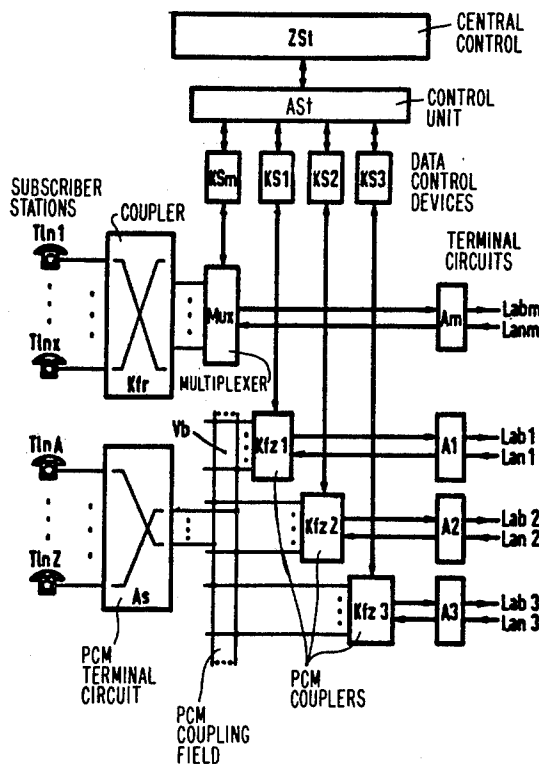 ZSt
CENTRAL
CONTROL
ASt
CONTROL
UNIT
KSm
KS1
KS2
KS3
DATA
CONTROL
DEVICES
SUBSCRIBER
STATIONS
COUPLER
TERMINAL
CIRCUITS
Tln1
Mux
Am
Labm
Lanm
Tlnx
Kfr
MULTIPLEXER
Vb
Kfz 1
A1
Lab 1
Lan 1
TlnA
Kfz 2
A2
Lab 2
Lan 2
TlnZ
As
Kfz 3
A3
Lab 3
Lan 3
PCM
TERMINAL
CIRCUIT
PCM
COUPLING
FIELD
PCM
COUPLERS